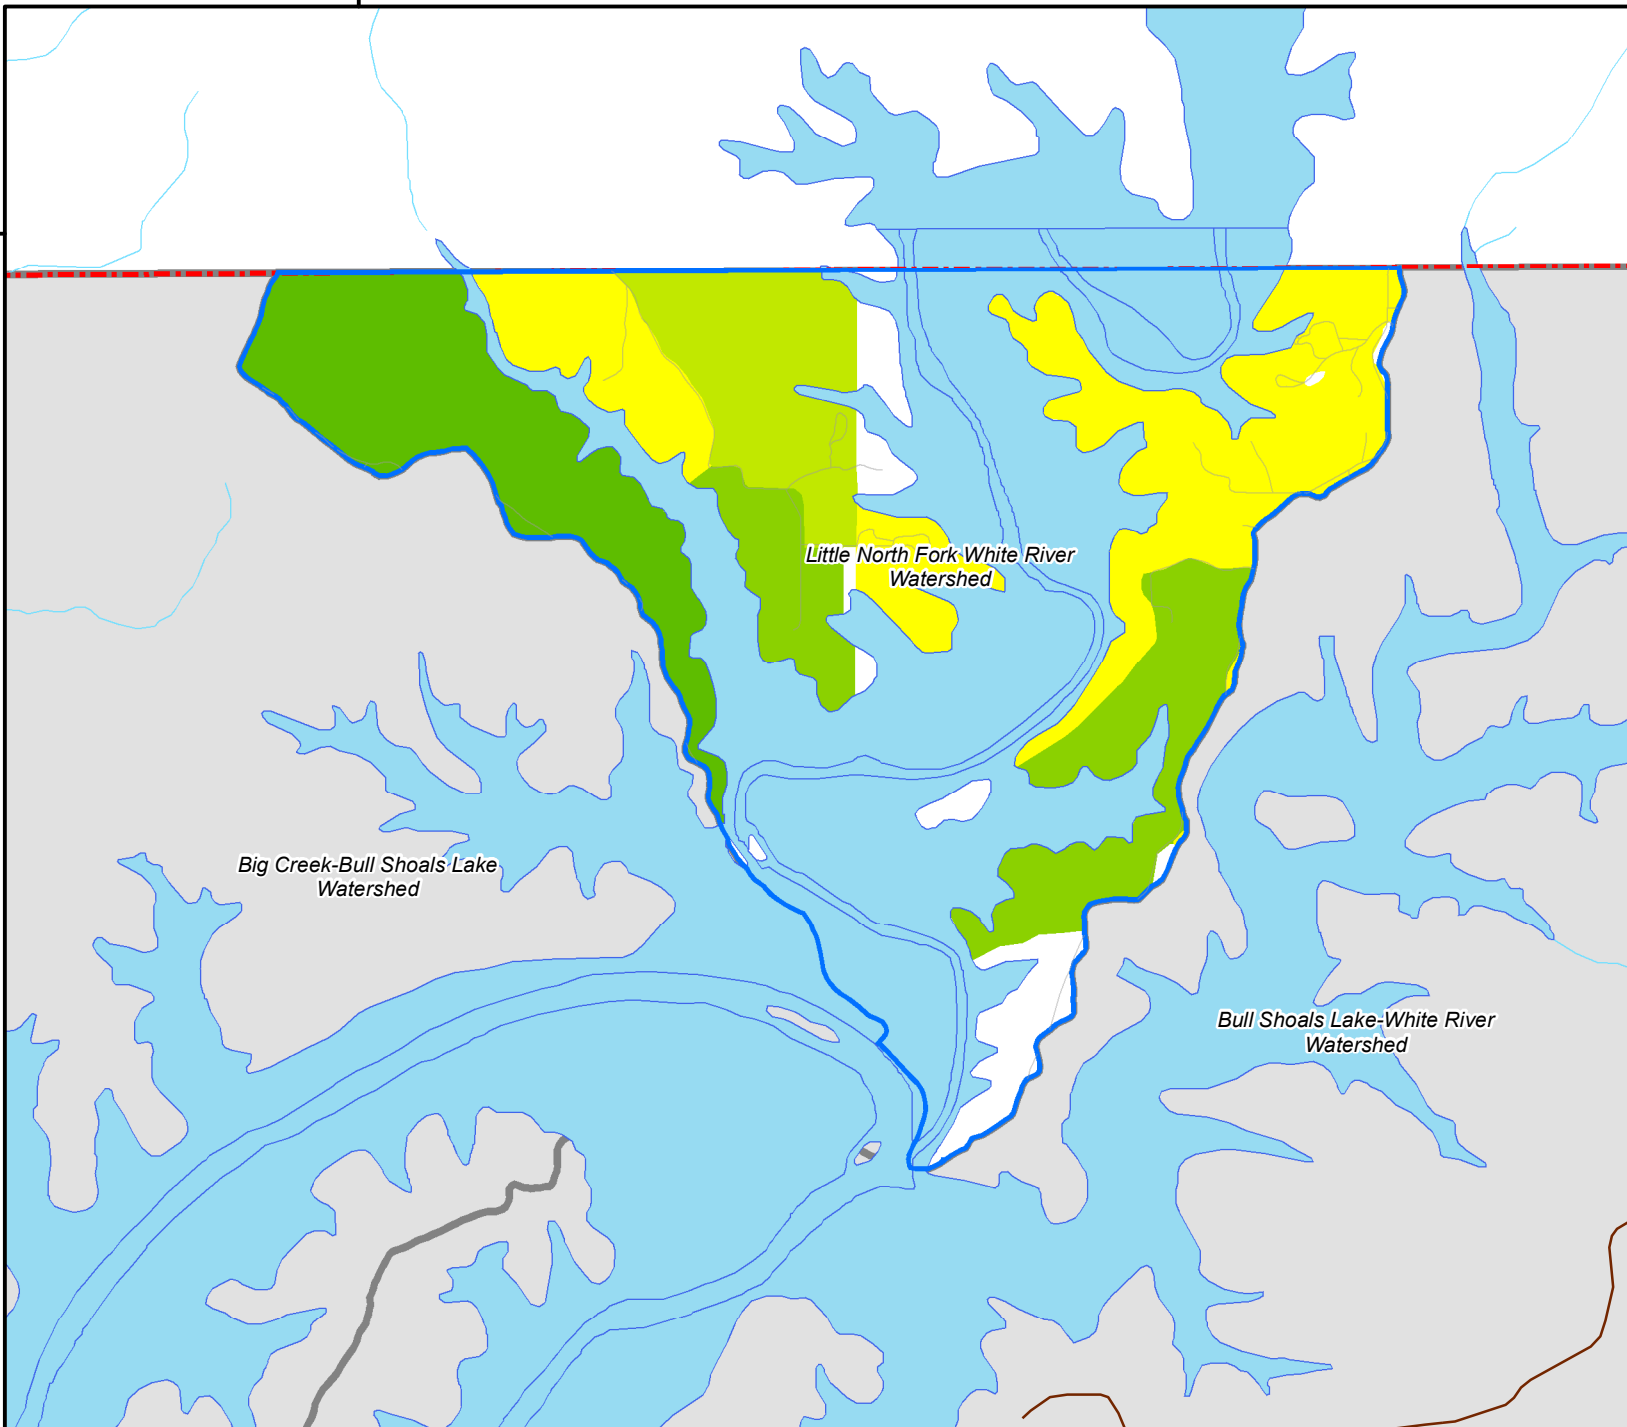 Little North Fork White River
Watershed
Big Creek-Bull Shoals Lake
Watershed
Bull Shoals Lake-White River
Watershed